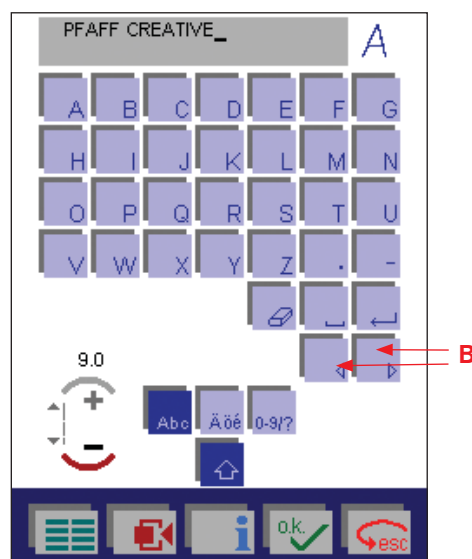 PFAFF CREATIVE_
A
A B C D E F G
H I J K L M N
O P Q R S T U
V W X Y Z . -
B
9.0
+
-
Abc Äöé 0-9/?
i o.k. esc